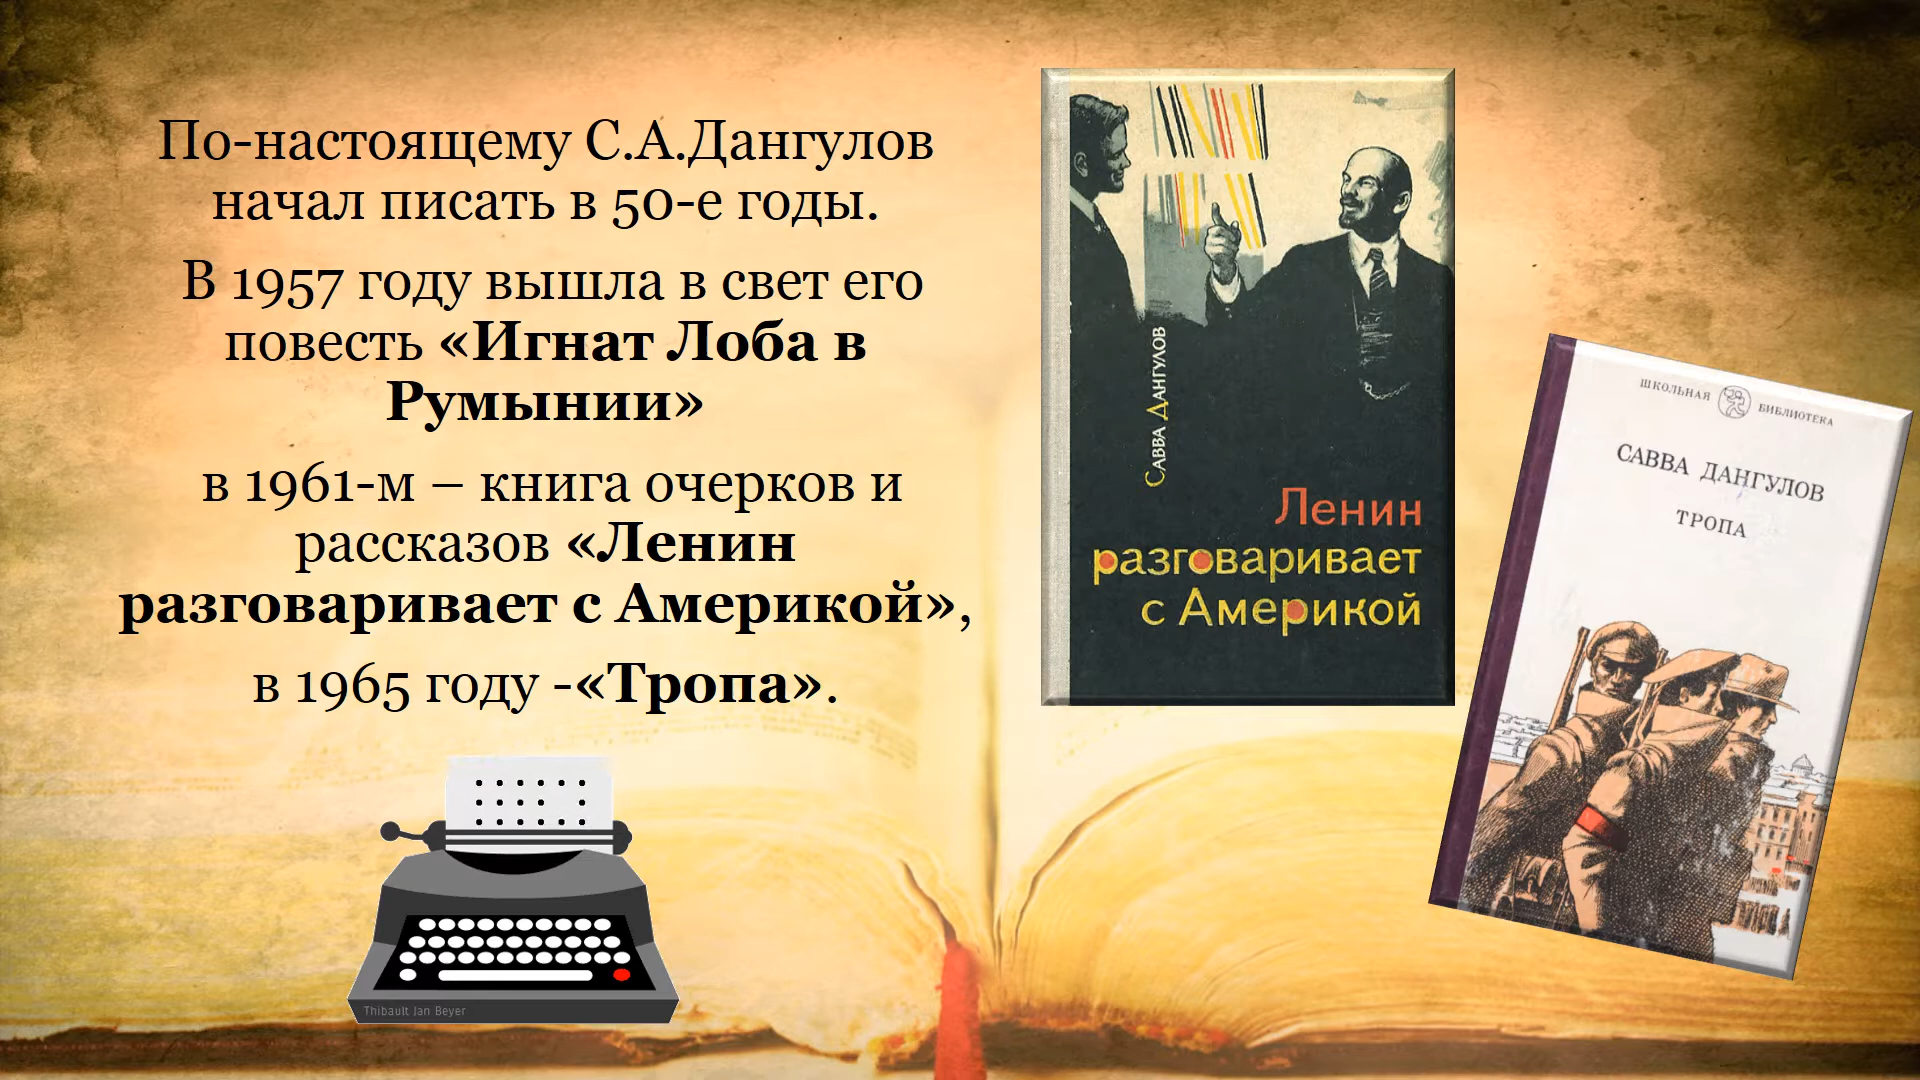 По-настоящему С.А.Дангулов
начал писать в 50-е годы.
В 1957 году вышла в свет его
повесть «Игнат Лоба в
Румынии»
в 1961-м – книга очерков и
рассказов «Ленин
разговаривает с Америкой»,
в 1965 году -«Тропа».
Савва Дангулов
Ленин
разговаривает
с Америкой
ШКОЛЬНАЯ БИБЛИОТЕКА
САВВА ДАНГУЛОВ
ТРОПА
Thibault Jan Beyer